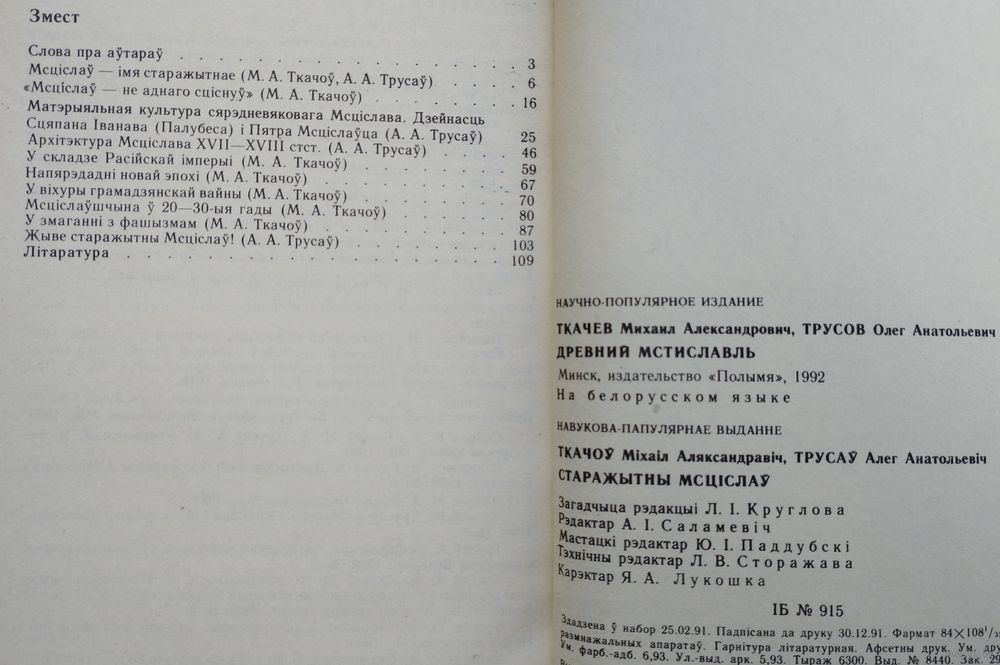 Змест
Слова пра аўтараў . . . . . . . . . . . . . . . . 3
Мсціслаў — імя старажытнае (М. А. Ткачоў, А. А. Трусаў) . . . . 6
«Мсціслаў — не аднаго сціснуў» (М. А. Ткачоў) . . . . . . . 16
Матэрыяльная культура сярэдневяковага Мсціслава. Дзейнасць
Сцяпана Іванава (Палубеса) і Пятра Мсціслаўца (А. А. Трусаў) 25
Архітэктура Мсціслава XVII—XVIII стст. (А. А. Трусаў) . . . . 46
У складзе Расійскай імперыі (М. А. Ткачоў) . . . . . . . 59
Напярэдадні новай эпохі (М. А. Ткачоў) . . . . . . . . 67
У віхуры грамадзянскай вайны (М. А. Ткачоў) . . . . . . . 70
Мсціслаўшчына ў 20—30-ыя гады (М. А. Ткачоў) . . . . . . 80
У змаганні з фашызмам (М. А. Ткачоў) . . . . . . . . 87
Жыве старажытны Мсціслаў! (А. А. Трусаў) . . . . . . . 103
Літаратура . . . . . . . . . . . . . . . . 109
НАУЧНО-ПОПУЛЯРНОЕ ИЗДАНИЕ
ТКАЧЕВ Михаил Александрович, ТРУСОВ Олег Анатольевич
ДРЕВНИЙ МСТИСЛАВЛЬ
Минск, издательство «Полымя», 1992
На белорусском языке
НАВУКОВА-ПАПУЛЯРНАЕ ВЫДАННЕ
ТКАЧОЎ Міхаіл Аляксандравіч, ТРУСАЎ Алег Анатольевіч
СТАРАЖЫТНЫ МСЦІСЛАЎ
Загадчыца рэдакцыі Л. І. Круглова
Рэдактар А. І. Саламевіч
Мастацкі рэдактар Ю. І. Паддубскі
Тэхнічны рэдактар Л. В. Сторажава
Карэктар Я. А. Лукошка
ІБ № 915
Здадзена ў набор 25.02.91. Падпісана да друку 30.12.91. Фармат 84×108¹/
размнажальных апаратаў. Гарнітура літаратурная. Афсетны друк. Ум. др
Ум. фарб.-адб. 6,93. Ул.-выд. арк. 5,93. Тыраж 6300. Выд. № 8440. Зак. 29